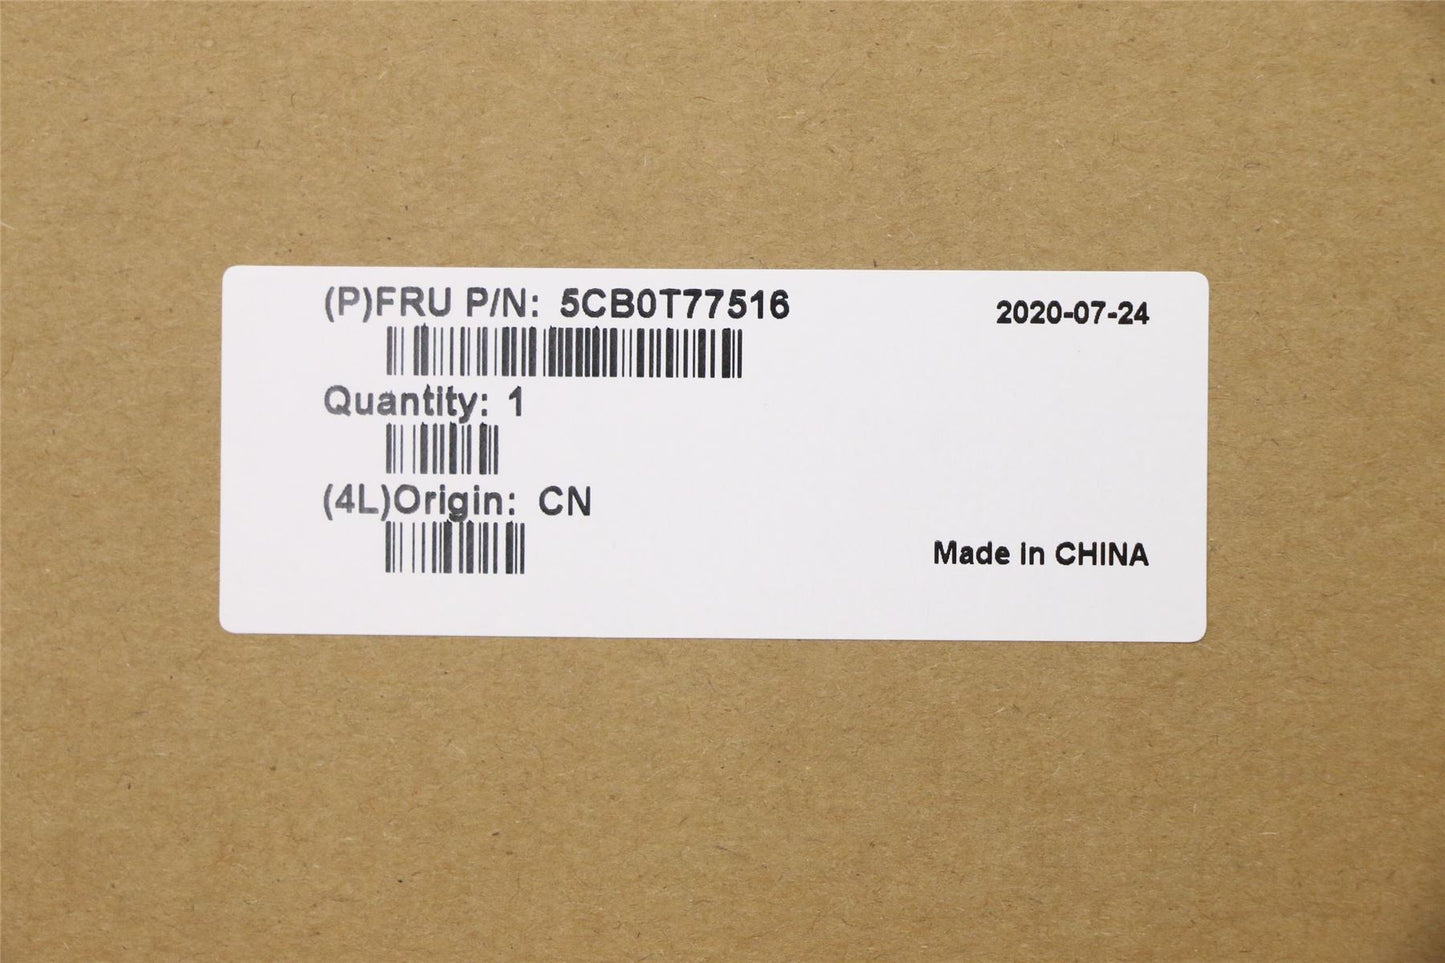 (P)FRU P/N: 5CB0T77516
2020-07-24
Quantity: 1
(4L)Origin: CN
Made in CHINA